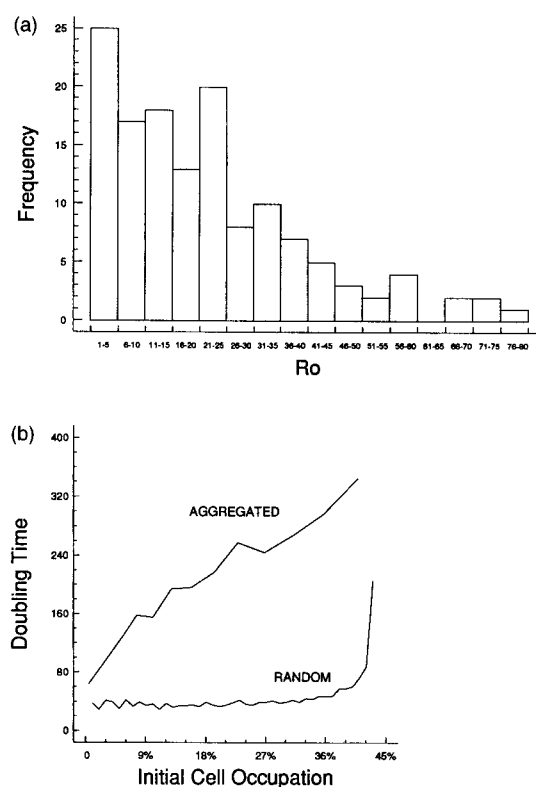 (a)
25
20
15
10
5
0
Frequency
1-5 6-10 11-15 16-20 21-25 26-30 31-35 36-40 41-45 46-50 51-55 56-60 61-65 66-70 71-75 76-80
Ro
(b)
400
320
240
160
80
0
Doubling Time
AGGREGATED
RANDOM
0 9% 18% 27% 36% 45%
Initial Cell Occupation